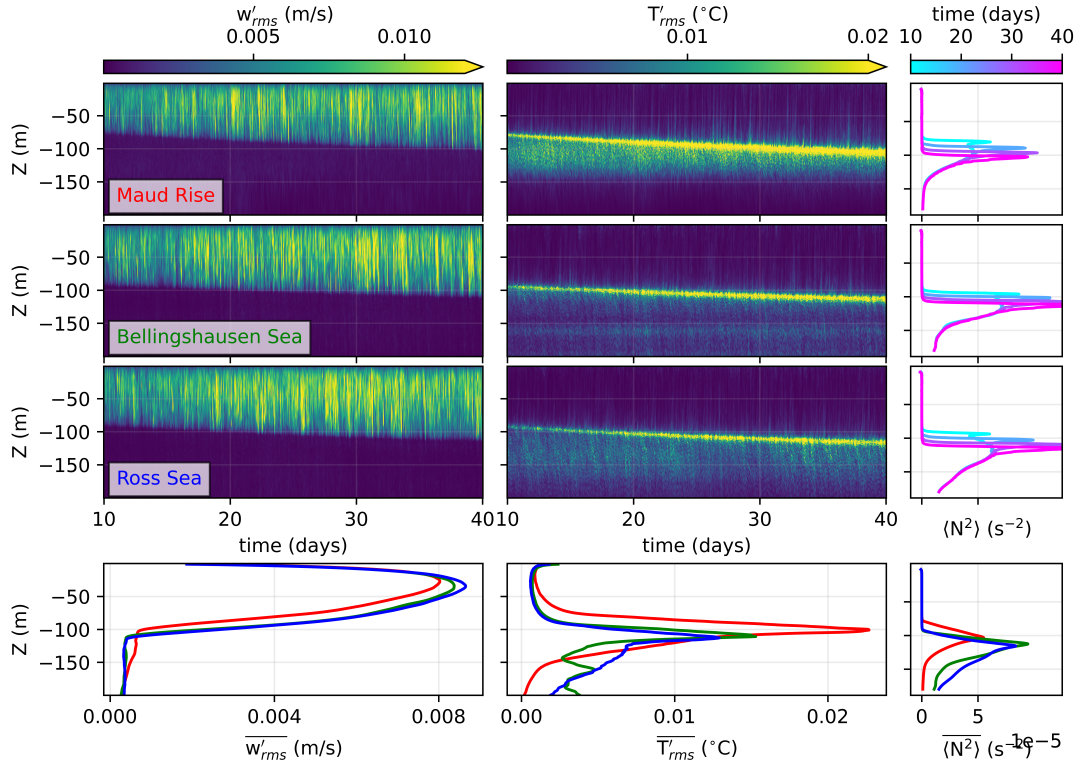 w′rms (m/s)
T′rms (°C)
time (days)
0.005 0.010
0.01 0.02
10 20 30 40
Z (m)
−50
−100
−150
Maud Rise
Z (m)
−50
−100
−150
Bellingshausen Sea
Z (m)
−50
−100
−150
Ross Sea
10 20 30 40
10 20 30 40
time (days)
time (days)
⟨N²⟩ (s⁻²)
Z (m)
−50
−100
−150
0.000 0.004 0.008
0.00 0.01 0.02
0 5
w′rms (m/s)
T′rms (°C)
⟨N²⟩ (s⁻²)
1e−5